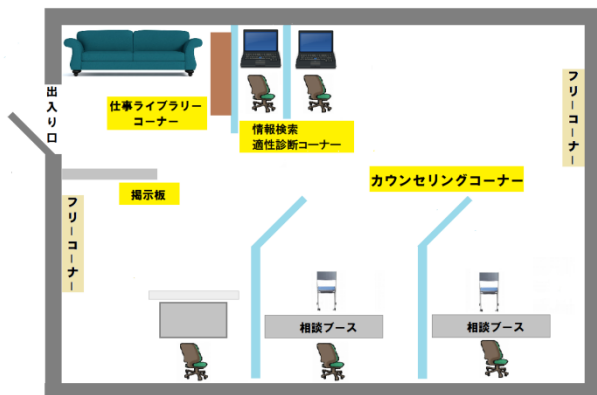 出入り口
仕事ライブラリー
コーナー
情報検索
適性診断コーナー
フリーコーナー
掲示板
カウンセリングコーナー
フリーコーナー
相談ブース
相談ブース